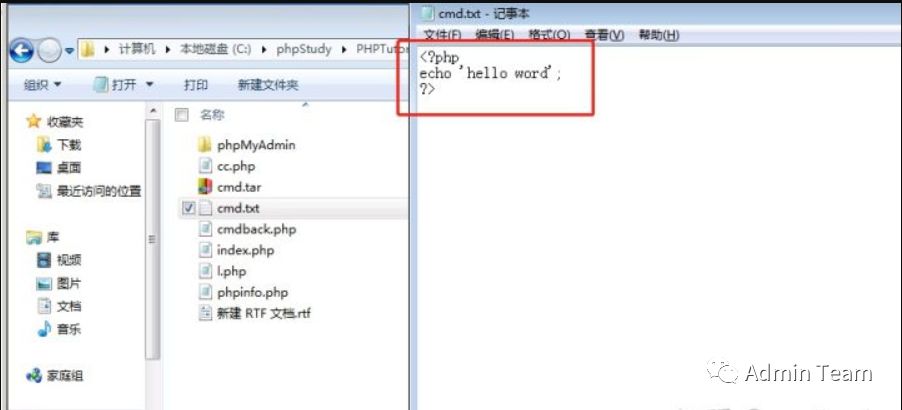 cmd.txt - 记事本
计算机 ▸ 本地磁盘 (C:) ▸ phpStudy ▸ PHPTutor
文件(F) 编辑(E) 格式(O) 查看(V) 帮助(H)
组织 打开 打印 新建文件夹
<?php
echo 'hello word';
?>
收藏夹
下载
桌面
最近访问的位置
库
视频
图片
文档
音乐
家庭组
名称
phpMyAdmin
cc.php
cmd.tar
cmd.txt
cmdback.php
index.php
l.php
phpinfo.php
新建 RTF 文档.rtf
Admin Team